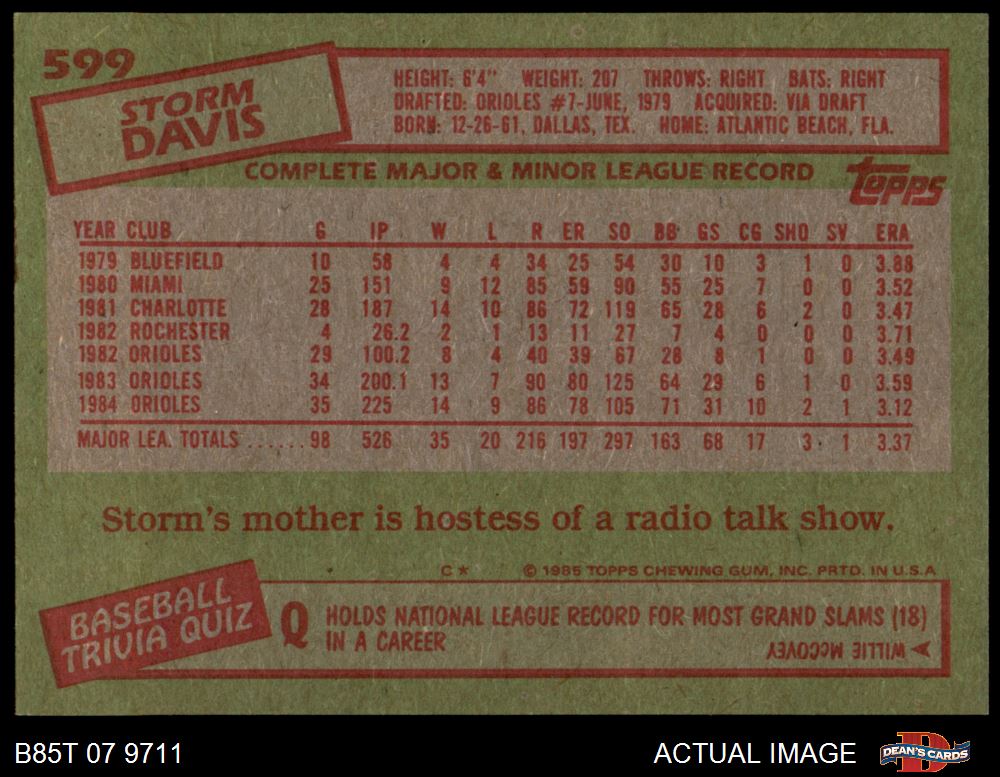 599
STORM
DAVIS
HEIGHT: 6'4" WEIGHT: 207 THROWS: RIGHT BATS: RIGHT
DRAFTED: ORIOLES #7-JUNE, 1979 ACQUIRED: VIA DRAFT
BORN: 12-26-61, DALLAS, TEX. HOME: ATLANTIC BEACH, FLA.
COMPLETE MAJOR & MINOR LEAGUE RECORD
TOPPS
YEAR CLUB G IP W L R ER SO BB GS CG SHO SV ERA
1979 BLUEFIELD 10 58 4 4 34 25 54 30 10 3 1 0 3.88
1980 MIAMI 25 151 9 12 85 59 90 55 25 7 0 0 3.52
1981 CHARLOTTE 28 187 14 10 86 72 119 65 28 6 2 0 3.47
1982 ROCHESTER 4 26.2 2 1 13 11 27 7 4 0 0 0 3.71
1982 ORIOLES 29 100.2 8 4 40 39 67 28 8 1 0 0 3.49
1983 ORIOLES 34 200.1 13 7 90 80 125 64 29 6 1 0 3.59
1984 ORIOLES 35 225 14 9 86 78 105 71 31 10 2 1 3.12
MAJOR LEA. TOTALS ...... 98 526 35 20 216 197 297 163 68 17 3 1 3.37
Storm's mother is hostess of a radio talk show.
C★ © 1985 TOPPS CHEWING GUM, INC. PRTD. IN U.S.A
BASEBALL
TRIVIA QUIZ
Q HOLDS NATIONAL LEAGUE RECORD FOR MOST GRAND SLAMS (18)
IN A CAREER
A WILLIE McCOVEY
B85T 07 9711 ACTUAL IMAGE DEAN'S CARDS